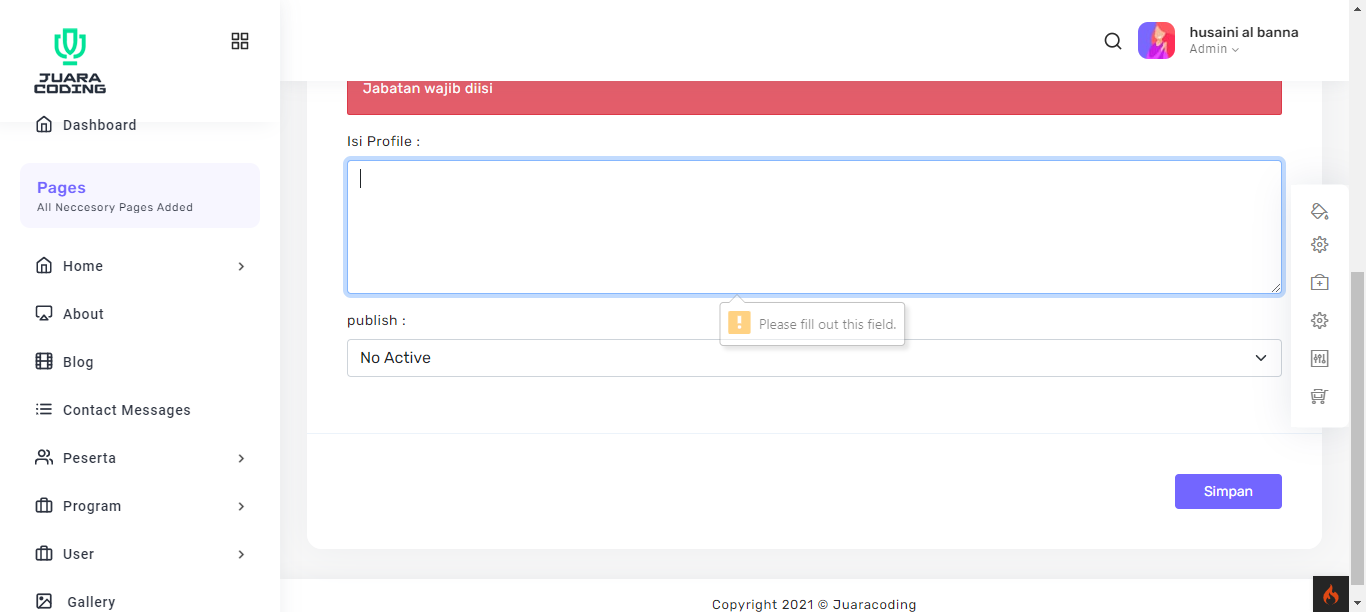 JUARA
CODING
husaini al banna
Admin
Dashboard
Pages
All Neccesory Pages Added
Home
About
Blog
Contact Messages
Peserta
Program
User
Gallery
Jabatan wajib diisi
Isi Profile :
Please fill out this field.
publish :
No Active
Simpan
Copyright 2021 © Juaracoding